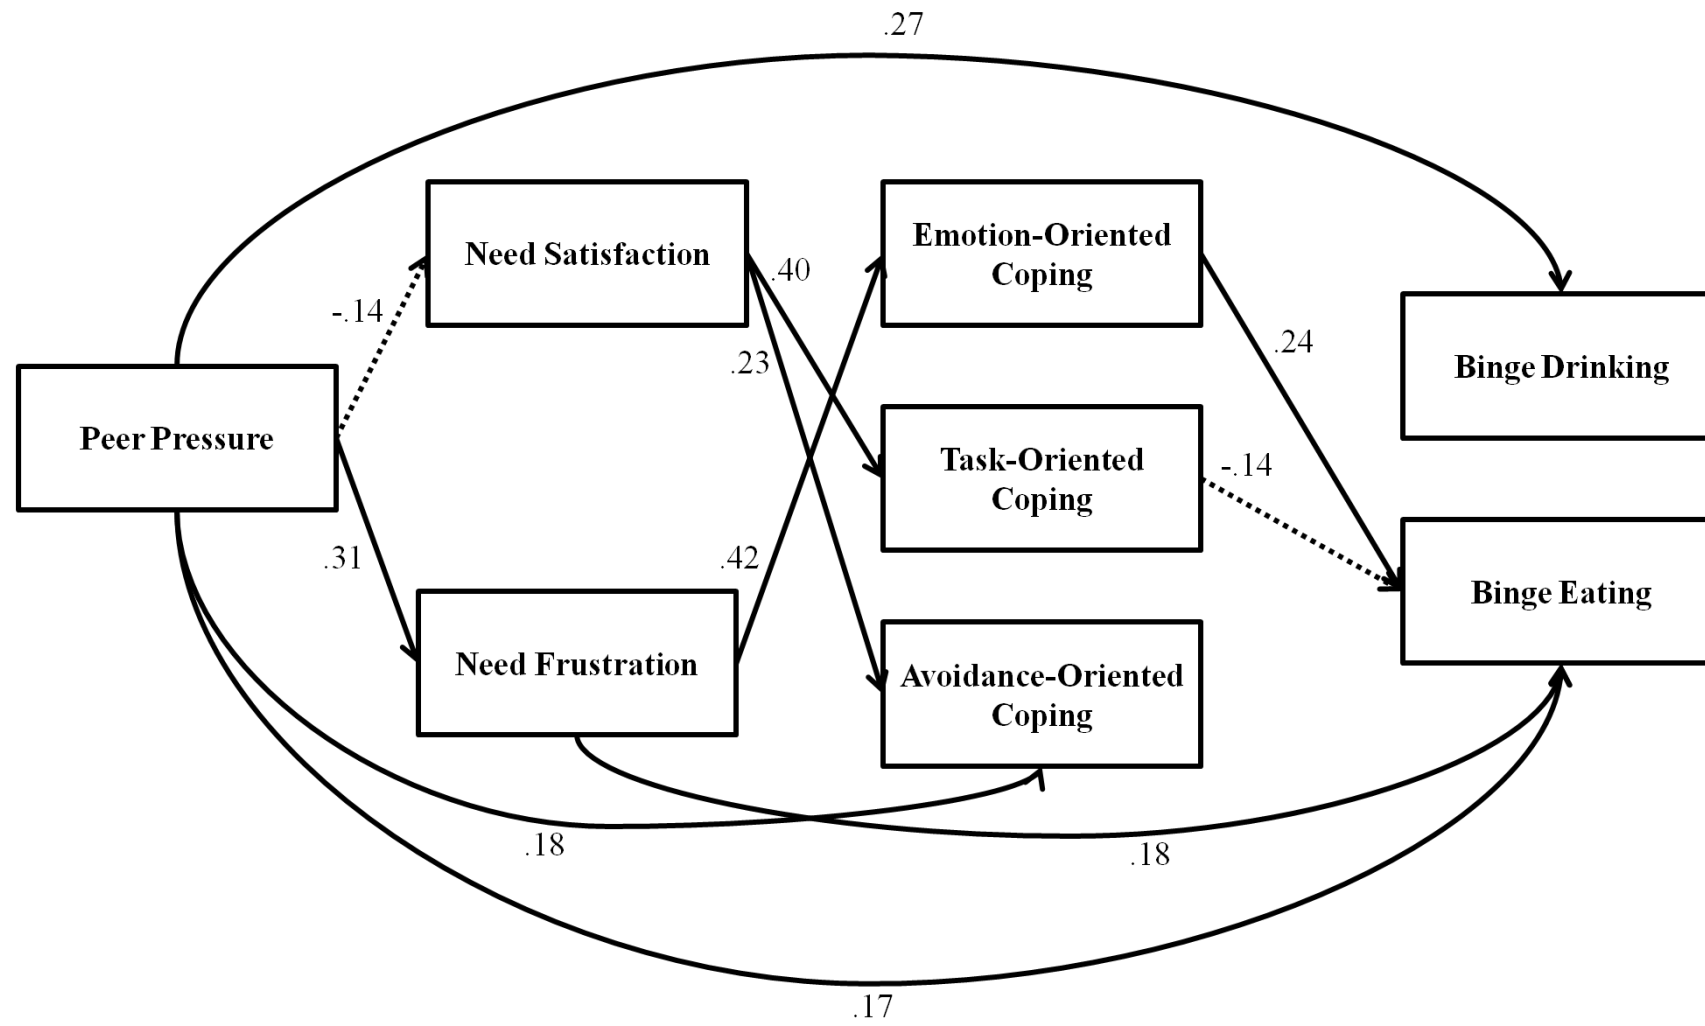 .27
Need Satisfaction
Emotion-Oriented
Coping
.40
-.14
.24
.23
Binge Drinking
Peer Pressure
Task-Oriented
Coping
-.14
.31
.42
Binge Eating
Need Frustration
Avoidance-Oriented
Coping
.18
.18
.17